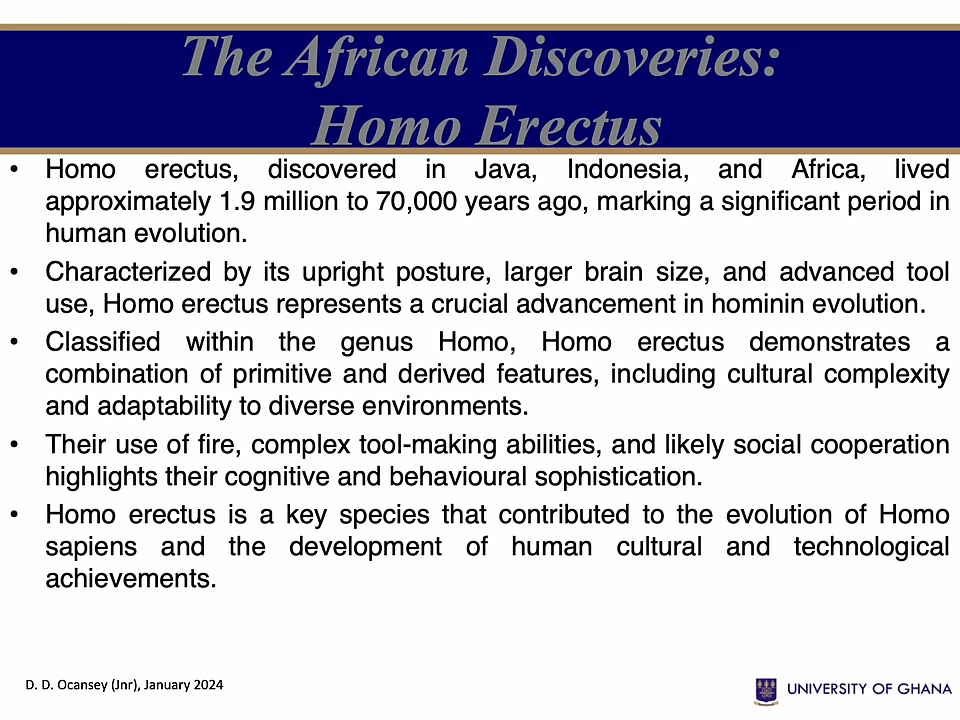 The African Discoveries:
Homo Erectus
• Homo erectus, discovered in Java, Indonesia, and Africa, lived
approximately 1.9 million to 70,000 years ago, marking a significant period in
human evolution.
• Characterized by its upright posture, larger brain size, and advanced tool
use, Homo erectus represents a crucial advancement in hominin evolution.
• Classified within the genus Homo, Homo erectus demonstrates a
combination of primitive and derived features, including cultural complexity
and adaptability to diverse environments.
• Their use of fire, complex tool-making abilities, and likely social cooperation
highlights their cognitive and behavioural sophistication.
• Homo erectus is a key species that contributed to the evolution of Homo
sapiens and the development of human cultural and technological
achievements.
D. D. Ocansey (Jnr), January 2024
UNIVERSITY OF GHANA